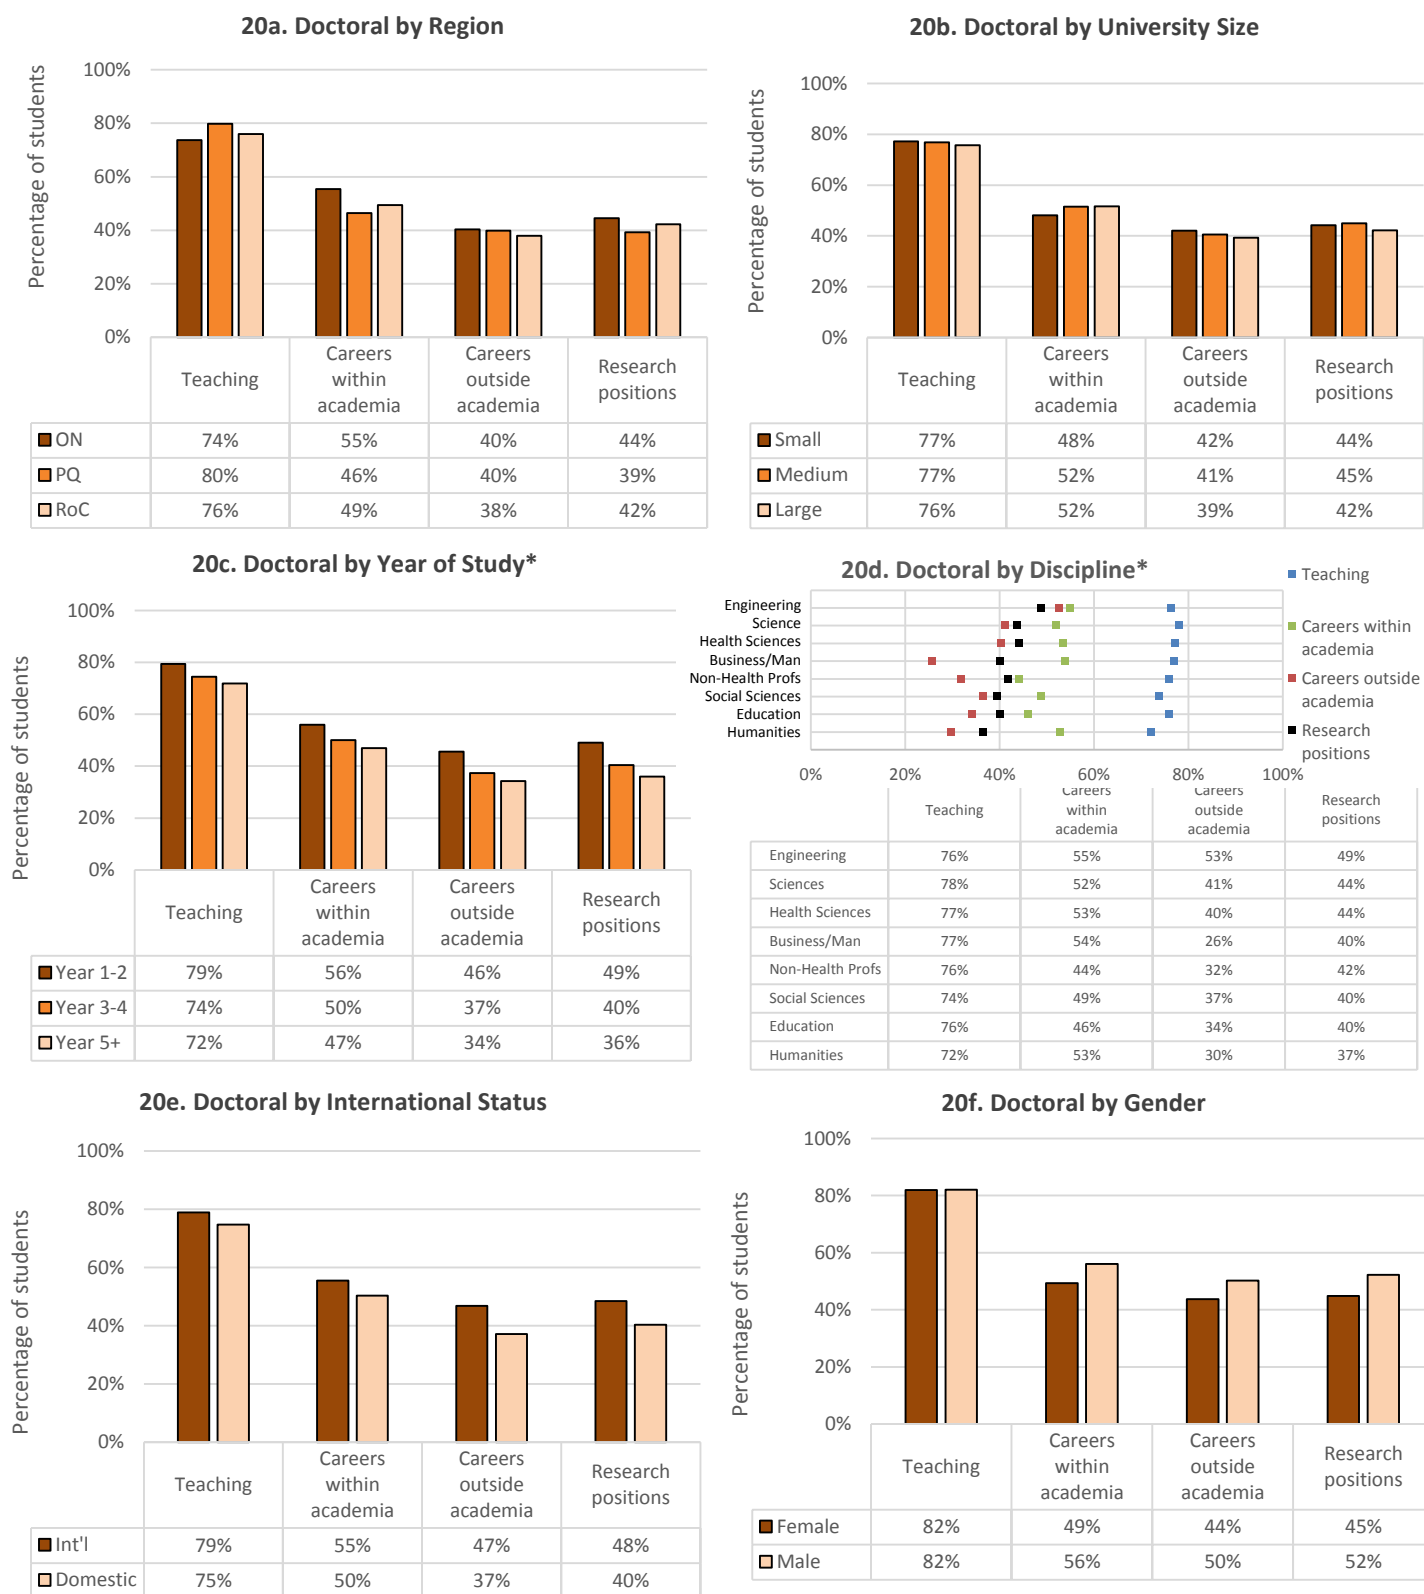 20a. Doctoral by Region
Percentage of students
100%
80%
60%
40%
20%
0%
Teaching
Careers
within
academia
Careers
outside
academia
Research
positions
ON 74% 55% 40% 44%
PQ 80% 46% 40% 39%
RoC 76% 49% 38% 42%
20b. Doctoral by University Size
Percentage of students
100%
80%
60%
40%
20%
0%
Teaching
Careers
within
academia
Careers
outside
academia
Research
positions
Small 77% 48% 42% 44%
Medium 77% 52% 41% 45%
Large 76% 52% 39% 42%
20c. Doctoral by Year of Study*
Percentage of students
100%
80%
60%
40%
20%
0%
Teaching
Careers
within
academia
Careers
outside
academia
Research
positions
Year 1-2 79% 56% 46% 49%
Year 3-4 74% 50% 37% 40%
Year 5+ 72% 47% 34% 36%
20d. Doctoral by Discipline*
Engineering
Science
Health Sciences
Business/Man
Non-Health Profs
Social Sciences
Education
Humanities
0% 20% 40% 60% 80% 100%
Teaching
Careers within
academia
Careers outside
academia
Research
positions
Teaching
Careers
within
academia
Careers
outside
academia
Research
positions
Engineering 76% 55% 53% 49%
Sciences 78% 52% 41% 44%
Health Sciences 77% 53% 40% 44%
Business/Man 77% 54% 26% 40%
Non-Health Profs 76% 44% 32% 42%
Social Sciences 74% 49% 37% 40%
Education 76% 46% 34% 40%
Humanities 72% 53% 30% 37%
20e. Doctoral by International Status
Percentage of students
100%
80%
60%
40%
20%
0%
Teaching
Careers
within
academia
Careers
outside
academia
Research
positions
Int'l 79% 55% 47% 48%
Domestic 75% 50% 37% 40%
20f. Doctoral by Gender
Percentage of students
100%
80%
60%
40%
20%
0%
Teaching
Careers
within
academia
Careers
outside
academia
Research
positions
Female 82% 49% 44% 45%
Male 82% 56% 50% 52%